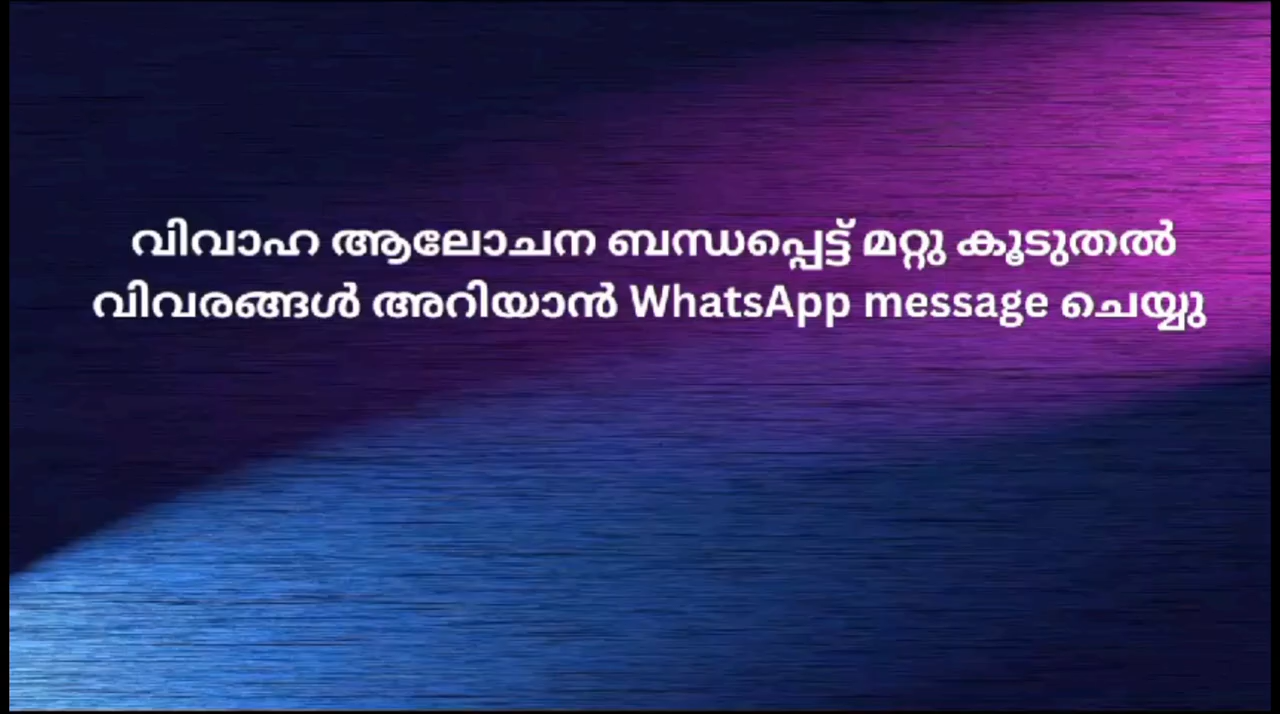 വിവാഹ ആലോചന ബന്ധപ്പെട്ട് മറ്റു കൂടുതൽ
വിവരങ്ങൾ അറിയാൻ WhatsApp message ചെയ്യു